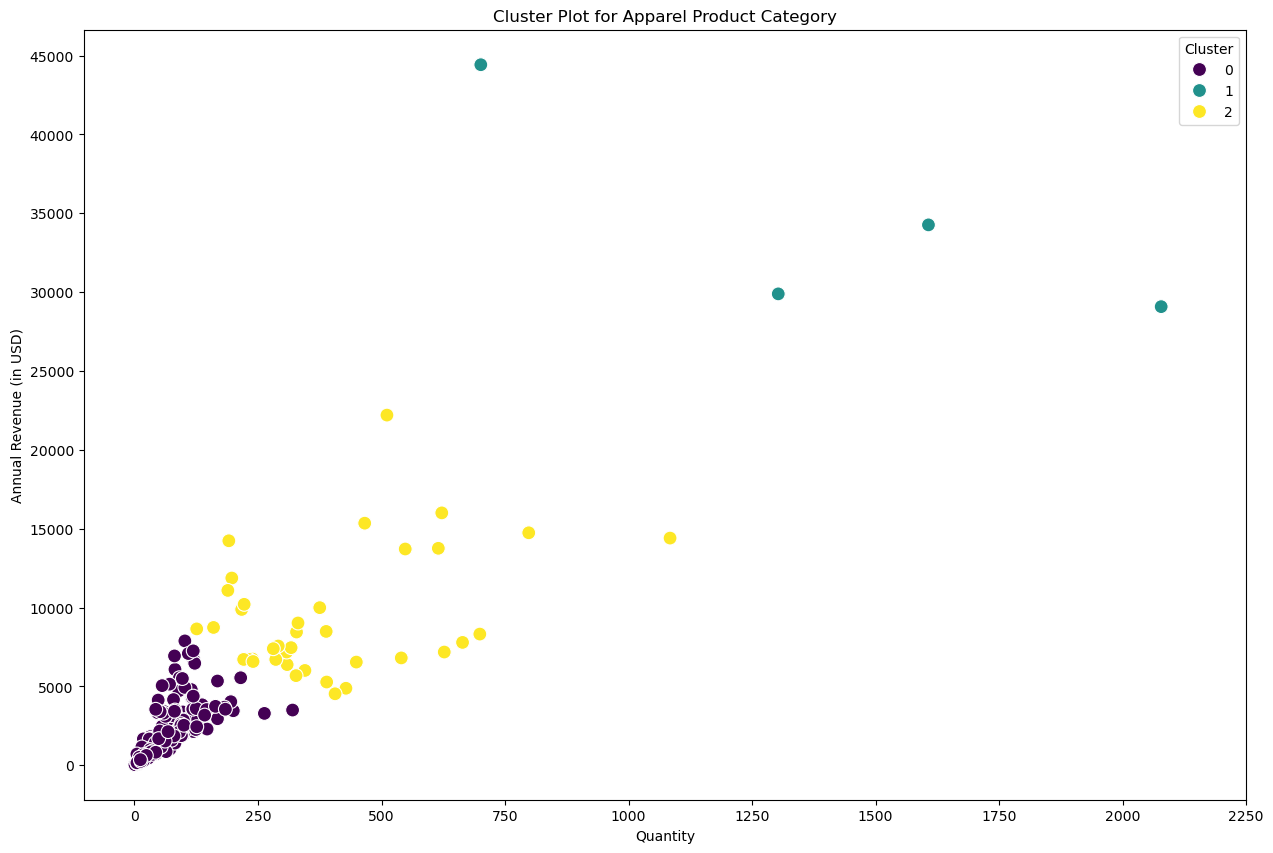 Cluster Plot for Apparel Product Category
Cluster
0
1
2
45000
40000
35000
30000
25000
20000
15000
10000
5000
0
Annual Revenue (in USD)
0 250 500 750 1000 1250 1500 1750 2000 2250
Quantity